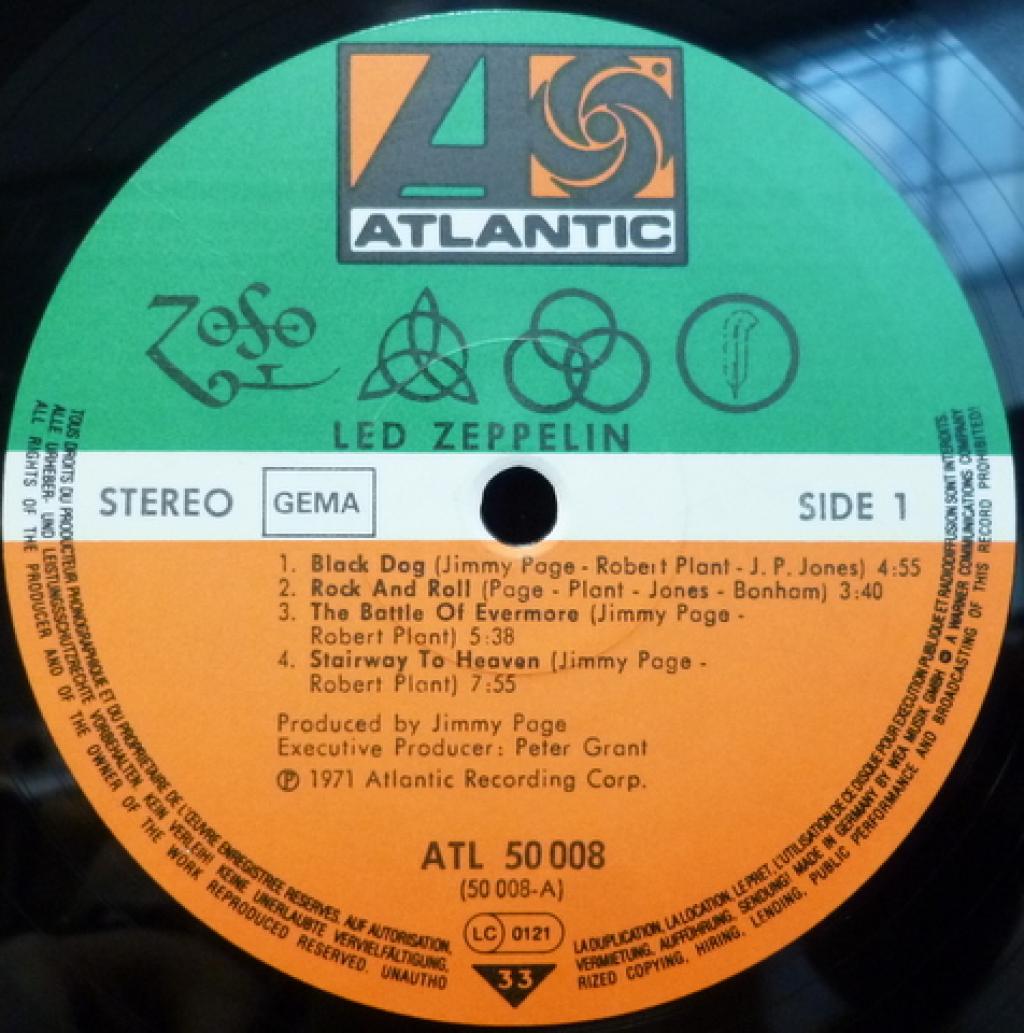 ATLANTIC
ZOSO
LED ZEPPELIN
STEREO
GEMA
SIDE 1
1. Black Dog (Jimmy Page - Robert Plant - J. P. Jones) 4:55
2. Rock And Roll (Page - Plant - Jones - Bonham) 3:40
3. The Battle Of Evermore (Jimmy Page -
Robert Plant) 5:38
4. Stairway To Heaven (Jimmy Page -
Robert Plant) 7:55
Produced by Jimmy Page
Executive Producer: Peter Grant
℗ 1971 Atlantic Recording Corp.
ATL 50 008
(50 008-A)
LC 0121
33
TOUS DROITS DU PRODUCTEUR PHONOGRAPHIQUE ET DU PROPRIETAIRE DE L'ŒUVRE ENREGISTREE RESERVES. AUF AUTORISATION,
LA DUPLICATION, LA LOCATION, LE PRET, L'UTILISATION DE CE DISQUE POUR EXECUTION PUBLIQUE ET RADIODIFFUSION SONT INTERDITS.
ALLE URHEBER- UND LEISTUNGSSCHUTZRECHTE VORBEHALTEN. KEIN VERLEIH! KEINE UNERLAUBTE VERVIELFÄLTIGUNG,
VERMIETUNG, AUFFÜHRUNG, SENDUNG! MADE IN GERMANY BY WEA MUSIK GMBH A WARNER COMMUNICATIONS COMPANY
ALL RIGHTS OF THE PRODUCER AND OF THE OWNER OF THE WORK REPRODUCED RESERVED. UNAUTHO
RIZED COPYING, HIRING, LENDING, PUBLIC PERFORMANCE AND BROADCASTING OF THIS RECORD PROHIBITED!